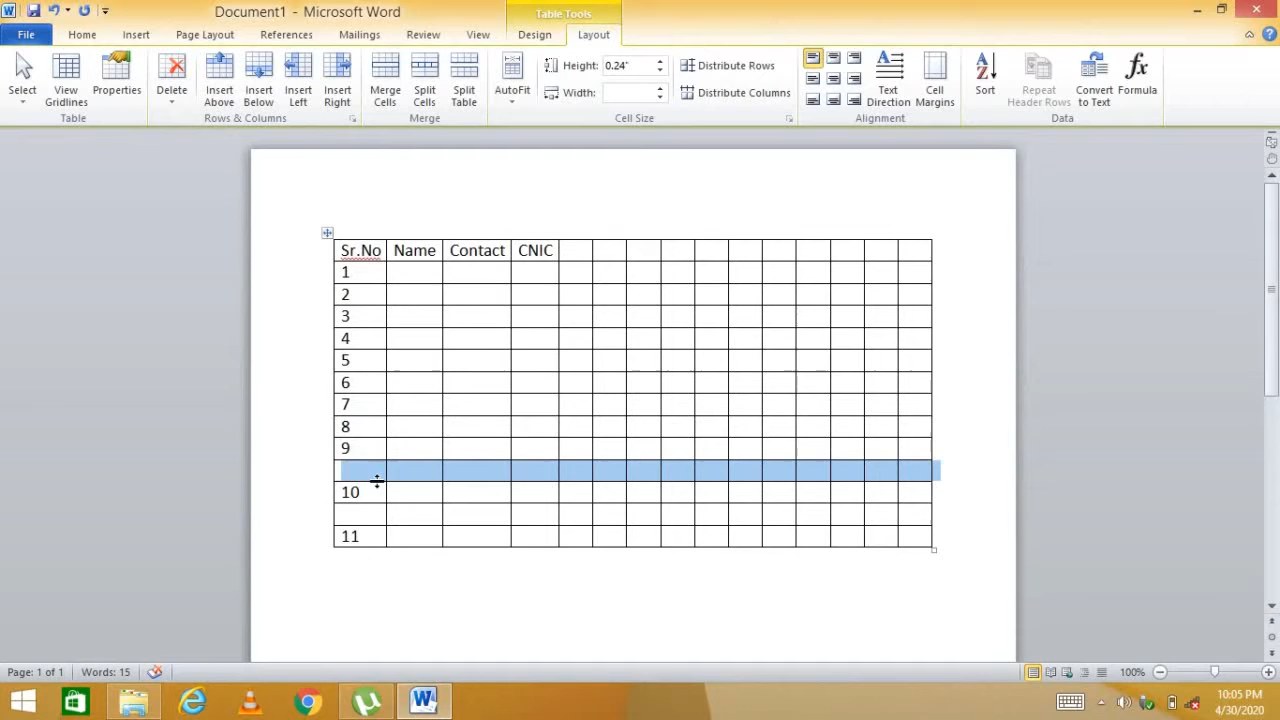 Document1 - Microsoft Word
Table Tools
File Home Insert Page Layout References Mailings Review View Design Layout
Select
View Gridlines
Properties
Delete
Insert Above
Insert Below
Insert Left
Insert Right
Merge Cells
Split Cells
Split Table
AutoFit
Height: 0.24"
Width:
Distribute Rows
Distribute Columns
Text Direction
Cell Margins
Sort
Repeat Header Rows
Convert to Text
Formula
Table Rows & Columns Merge Cell Size Alignment Data
Sr.No Name Contact CNIC
1
2
3
4
5
6
7
8
9
10
11
Page: 1 of 1 Words: 15 100%
10:05 PM
4/30/2020